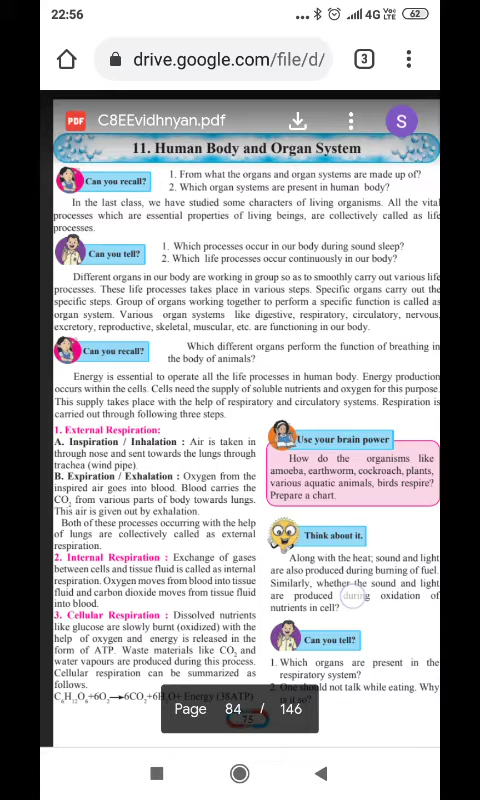 22:56
... 4G Vo LTE 62
drive.google.com/file/d/
3
PDF C8EEvidhnyan.pdf S
11. Human Body and Organ System
Can you recall?
1. From what the organs and organ systems are made up of?
2. Which organ systems are present in human body?
In the last class, we have studied some characters of living organisms. All the vital
processes which are essential properties of living beings, are collectively called as life
processes.
Can you tell?
1. Which processes occur in our body during sound sleep?
2. Which life processes occur continuously in our body?
Different organs in our body are working in group so as to smoothly carry out various life
processes. These life processes takes place in various steps. Specific organs carry out the
specific steps. Group of organs working together to perform a specific function is called as
organ system. Various organ systems like digestive, respiratory, circulatory, nervous,
excretory, reproductive, skeletal, muscular, etc. are functioning in our body.
Can you recall?
Which different organs perform the function of breathing in
the body of animals?
Energy is essential to operate all the life processes in human body. Energy production
occurs within the cells. Cells need the supply of soluble nutrients and oxygen for this purpose.
This supply takes place with the help of respiratory and circulatory systems. Respiration is
carried out through following three steps.
1. External Respiration:
A. Inspiration / Inhalation : Air is taken in
through nose and sent towards the lungs through
trachea (wind pipe).
B. Expiration / Exhalation : Oxygen from the
inspired air goes into blood. Blood carries the
CO₂ from various parts of body towards lungs.
This air is given out by exhalation.
Both of these processes occurring with the help
of lungs are collectively called as external
respiration.
2. Internal Respiration : Exchange of gases
between cells and tissue fluid is called as internal
respiration. Oxygen moves from blood into tissue
fluid and carbon dioxide moves from tissue fluid
into blood.
3. Cellular Respiration : Dissolved nutrients
like glucose are slowly burnt (oxidized) with the
help of oxygen and energy is released in the
form of ATP. Waste materials like CO₂ and
water vapours are produced during this process.
Cellular respiration can be summarized as
follows.
C₆H₁₂O₆+6O₂→6CO₂+6H₂O+ Energy (38ATP)
Use your brain power
How do the organisms like
amoeba, earthworm, cockroach, plants,
various aquatic animals, birds respire?
Prepare a chart.
Think about it.
Along with the heat; sound and light
are also produced during burning of fuel.
Similarly, whether the sound and light
are produced during oxidation of
nutrients in cell?
Can you tell?
1. Which organs are present in the
respiratory system?
2. One should not talk while eating. Why
is it so?
Page 84 / 146
75